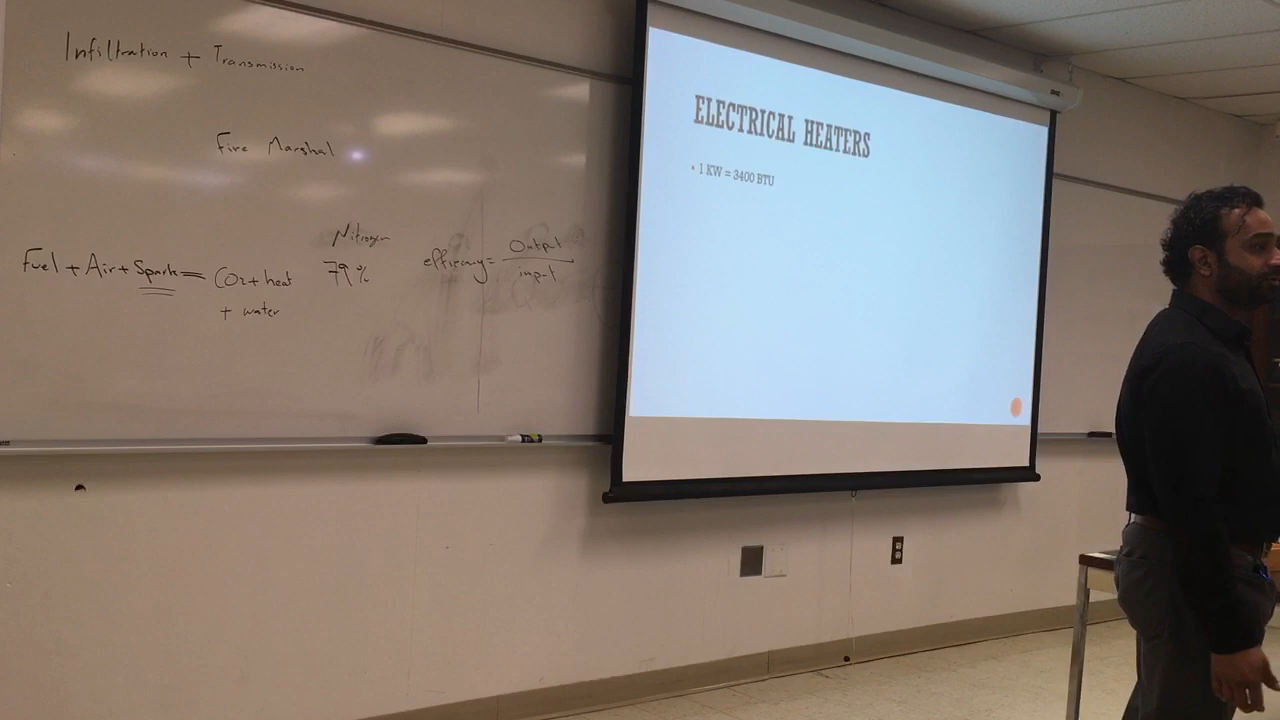 Infiltration + Transmission
Fire Marshal
Nitrogen
79%
Fuel + Air + Spark = CO2 + heat
+ water
efficency = Output
input
ELECTRICAL HEATERS
• 1 KW = 3400 BTU